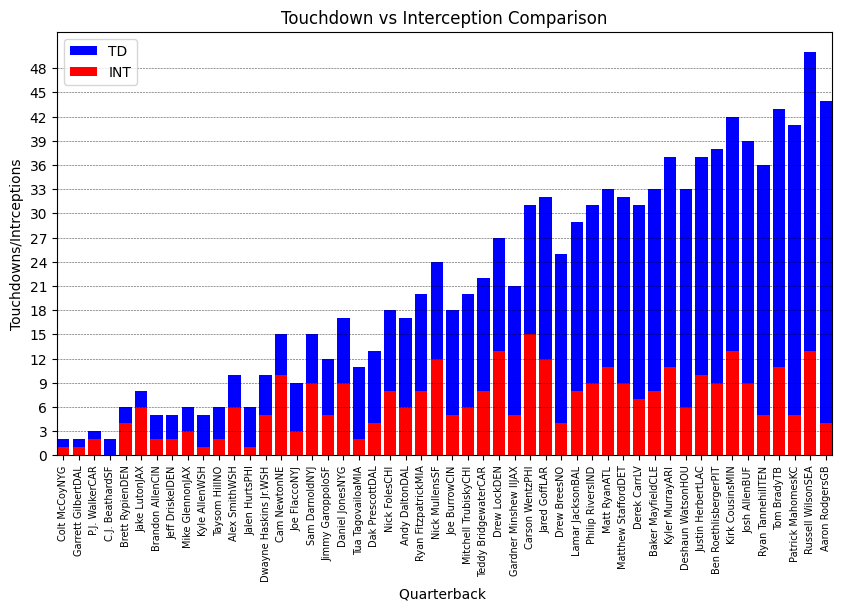 Touchdown vs Interception Comparison
TD
INT
Touchdowns/Intrceptions
48
45
42
39
36
33
30
27
24
21
18
15
12
9
6
3
0
Colt McCoyNYG
Garrett GilbertDAL
P.J. WalkerCAR
C.J. BeathardSF
Brett RypienDEN
Jake LutonJAX
Brandon AllenCIN
Jeff DriskelDEN
Mike GlennonJAX
Kyle AllenWSH
Taysom HillNO
Alex SmithWSH
Jalen HurtsPHI
Dwayne Haskins Jr.WSH
Cam NewtonNE
Joe FlaccoNYJ
Sam DarnoldNYJ
Jimmy GaroppoloSF
Daniel JonesNYG
Tua TagovailoaMIA
Dak PrescottDAL
Nick FolesCHI
Andy DaltonDAL
Ryan FitzpatrickMIA
Nick MullensSF
Joe BurrowCIN
Mitchell TrubiskyCHI
Teddy BridgewaterCAR
Drew LockDEN
Gardner Minshew IIJAX
Carson WentzPHI
Jared GoffLAR
Drew BreesNO
Lamar JacksonBAL
Philip RiversIND
Matt RyanATL
Matthew StaffordDET
Derek CarrLV
Baker MayfieldCLE
Kyler MurrayARI
Deshaun WatsonHOU
Justin HerbertLAC
Ben RoethlisbergerPIT
Kirk CousinsMIN
Josh AllenBUF
Ryan TannehillTEN
Tom BradyTB
Patrick MahomesKC
Russell WilsonSEA
Aaron RodgersGB
Quarterback